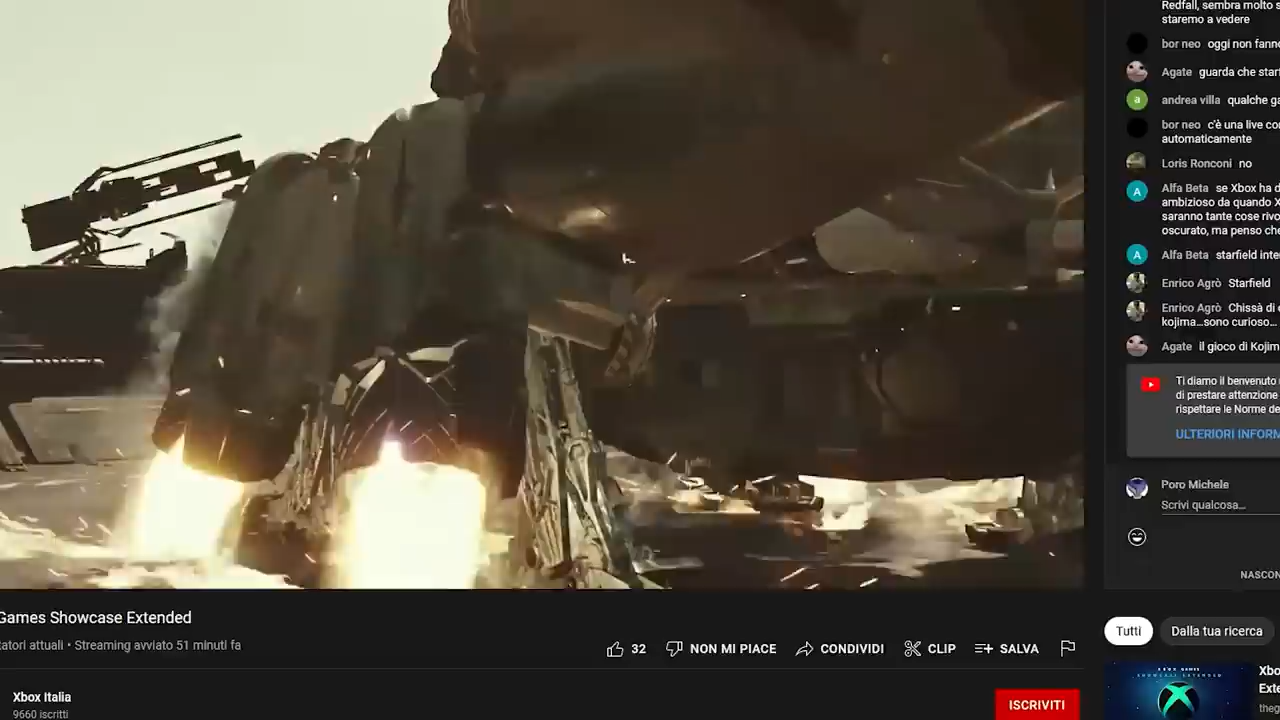 Redfall, sembra molto s
staremo a vedere
bor neo oggi non fann
Agate guarda che star
a
andrea villa qualche ga
bor neo c'è una live co
automaticamente
Loris Ronconi no
A
Alfa Beta se Xbox ha d
ambizioso da quando X
saranno tante cose rivo
oscurato, ma penso che
A
Alfa Beta starfield inte
Enrico Agrò Starfield
Enrico Agrò Chissà di
kojima...sono curioso...
Agate Il gioco di Kojim
Ti diamo il benvenuto
di prestare attenzione
rispettare le Norme de
ULTERIORI INFORM
Poro Michele
Scrivi qualcosa...
NASCON
Games Showcase Extended
tatori attuali • Streaming avviato 51 minuti fa
32 NON MI PIACE CONDIVIDI CLIP SALVA
Tutti Dalla tua ricerca
Xbox Italia
9660 iscritti
ISCRIVITI
XBOX GAMES
SHOWCASE EXTENDED
Xbo
Exte
theg